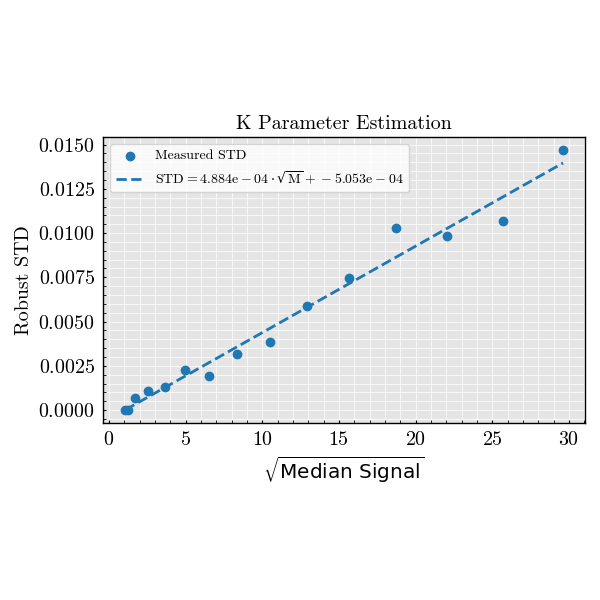 K Parameter Estimation
Measured STD
STD = 4.884e − 04 · √M + −5.053e − 04
Robust STD
0.0150
0.0125
0.0100
0.0075
0.0050
0.0025
0.0000
0 5 10 15 20 25 30
√Median Signal